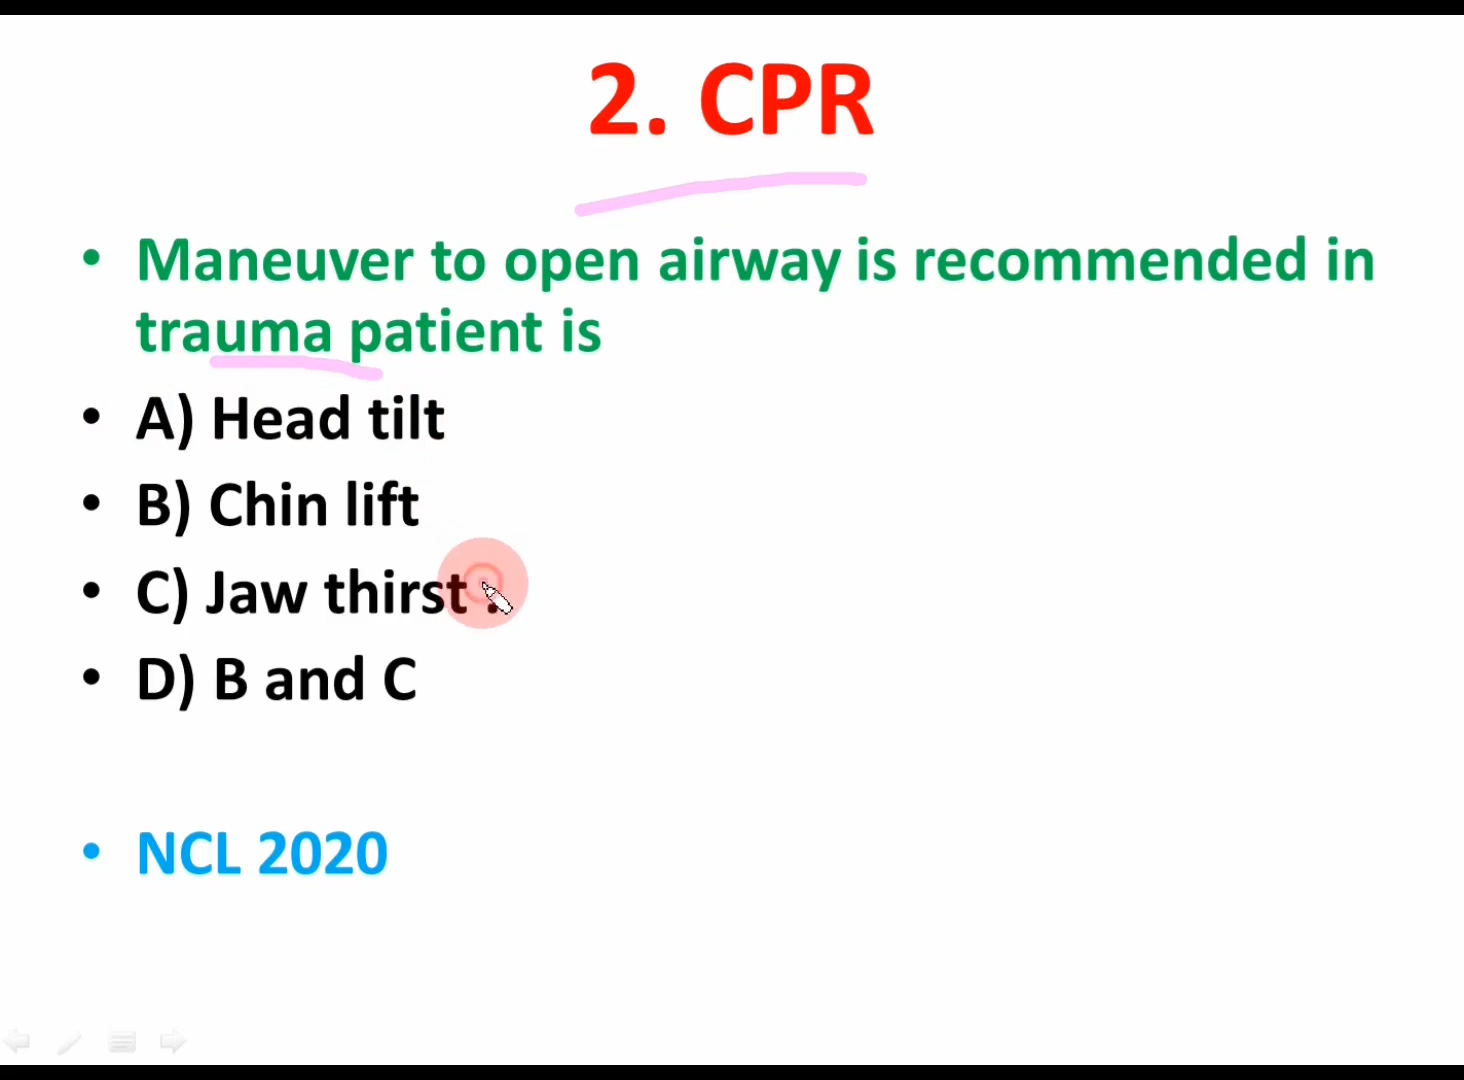 2. CPR
• Maneuver to open airway is recommended in
trauma patient is
• A) Head tilt
• B) Chin lift
• C) Jaw thirst .
• D) B and C
• NCL 2020